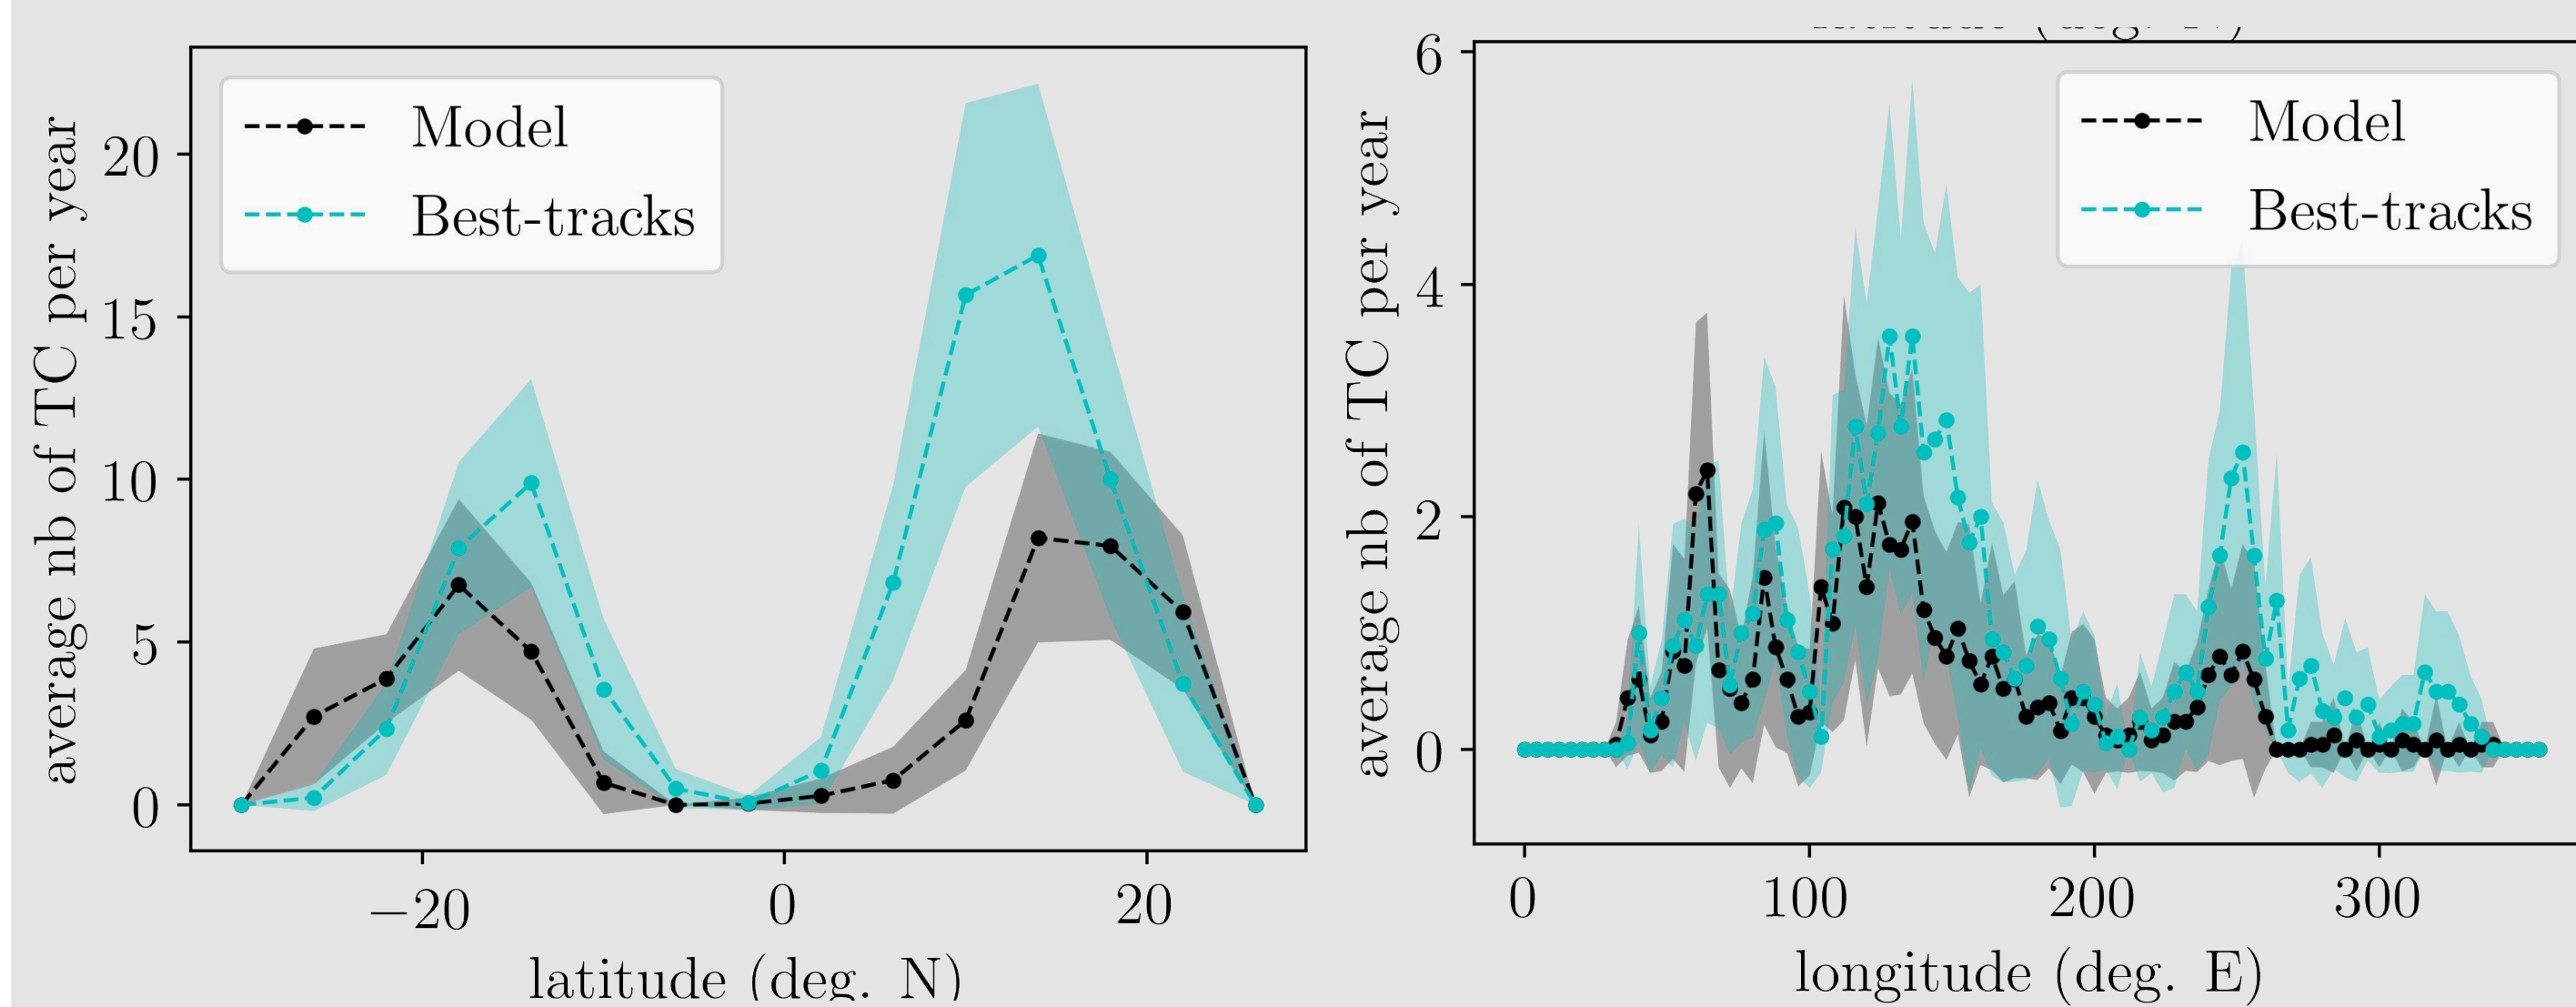 average nb of TC per year
20
15
10
5
0
Model
Best-tracks
−20
0
20
latitude (deg. N)
average nb of TC per year
6
4
2
0
Model
Best-tracks
0
100
200
300
longitude (deg. E)